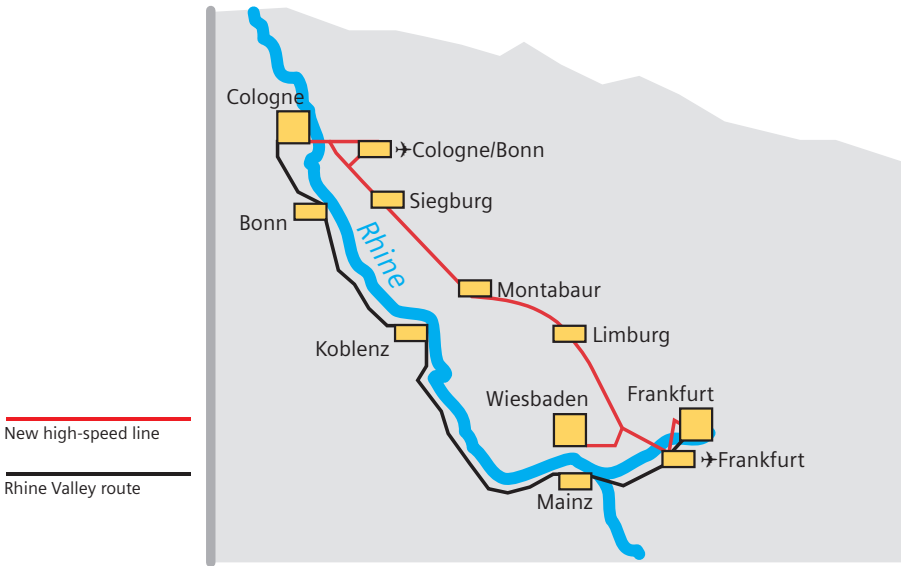 Cologne
✈Cologne/Bonn
Siegburg
Bonn
Rhine
Montabaur
Limburg
Koblenz
Wiesbaden
Frankfurt
New high-speed line
✈Frankfurt
Rhine Valley route
Mainz